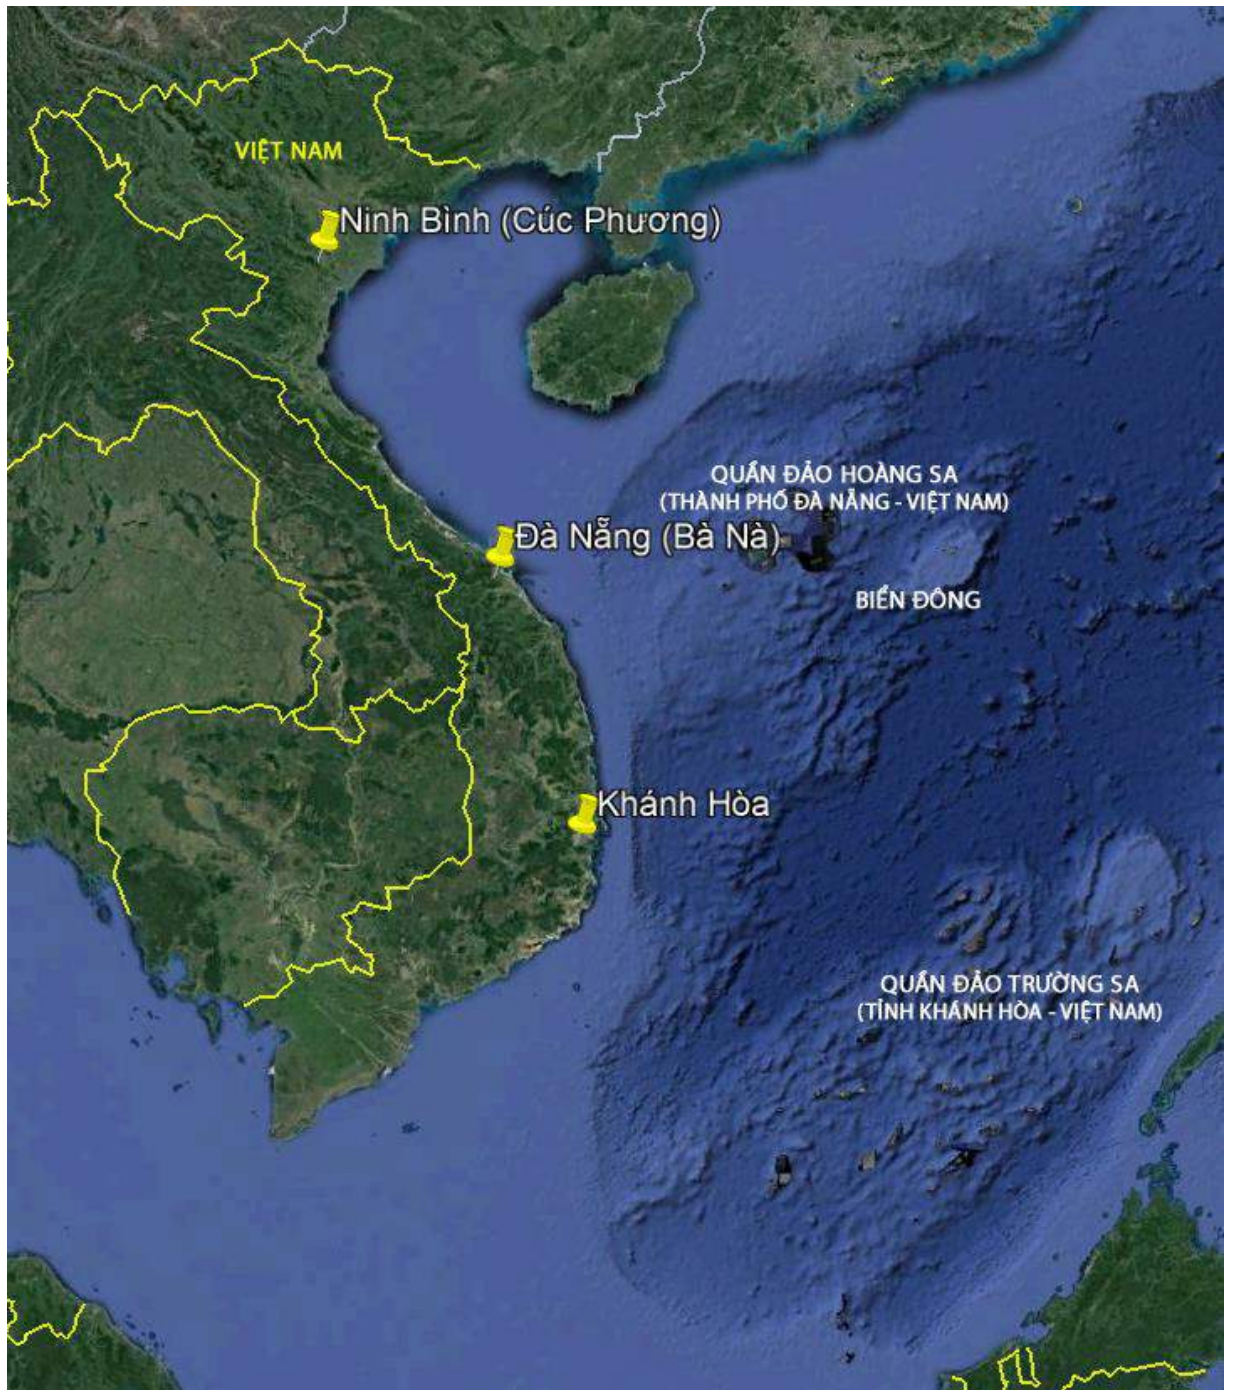 VIỆT NAM
Ninh Bình (Cúc Phương)
QUẦN ĐẢO HOÀNG SA
(THÀNH PHỐ ĐÀ NẴNG - VIỆT NAM)
Đà Nẵng (Bà Nà)
BIỂN ĐÔNG
Khánh Hòa
QUẦN ĐẢO TRƯỜNG SA
(TỈNH KHÁNH HÒA - VIỆT NAM)